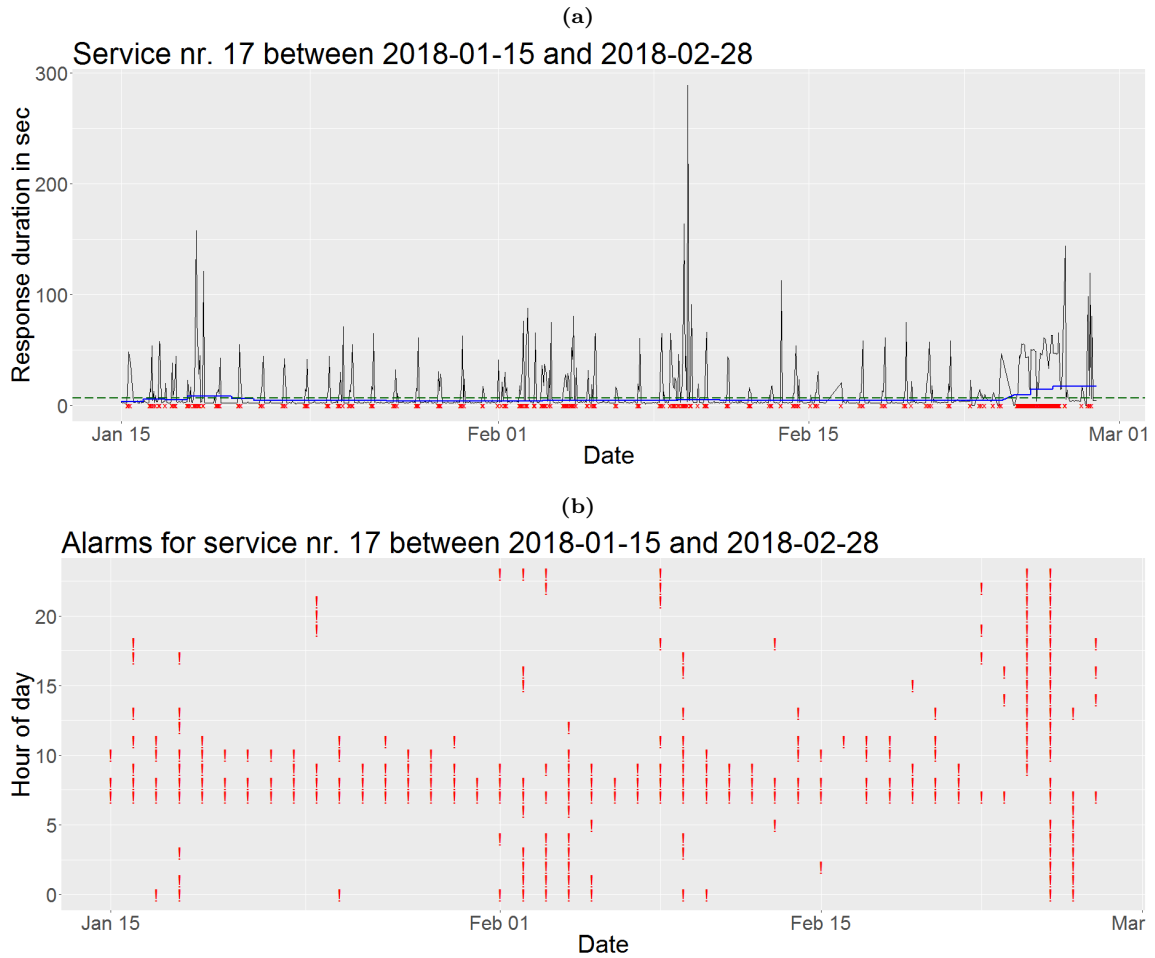 (a)
Service nr. 17 between 2018-01-15 and 2018-02-28
Response duration in sec
300
200
100
0
Jan 15 Feb 01 Feb 15 Mar 01
Date
(b)
Alarms for service nr. 17 between 2018-01-15 and 2018-02-28
Hour of day
20
15
10
5
0
Jan 15 Feb 01 Feb 15 Mar
Date